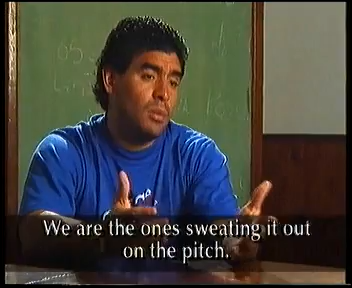 We are the ones sweating it out
on the pitch.